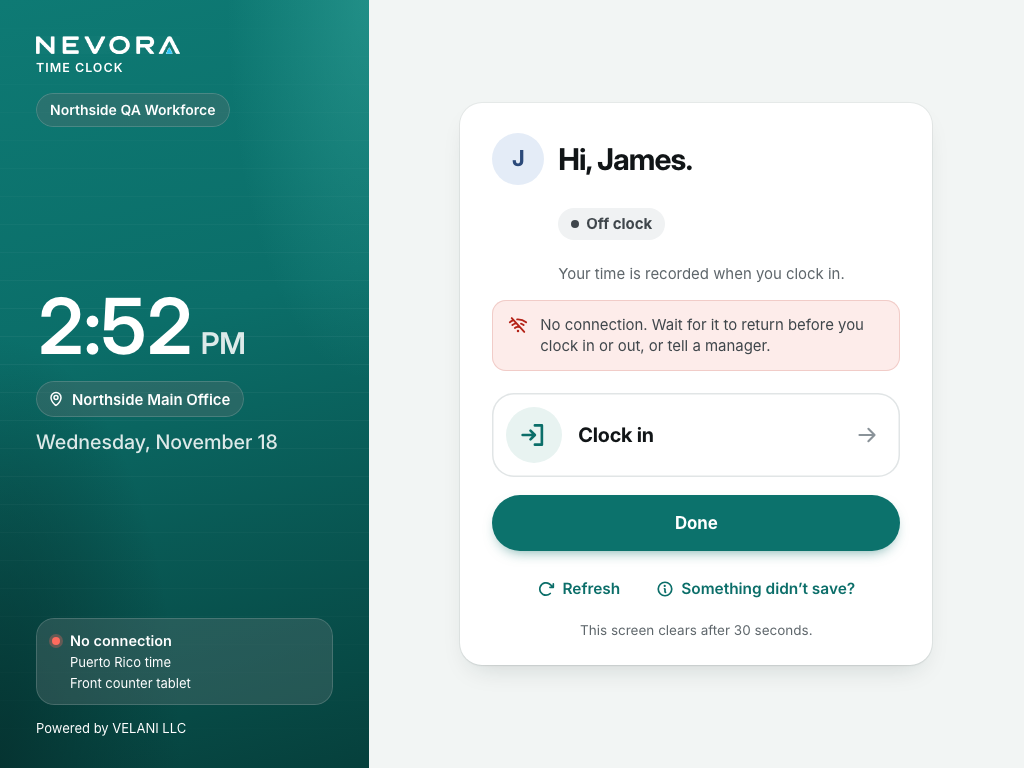 NEVORA
TIME CLOCK
Northside QA Workforce
2:52 PM
Northside Main Office
Wednesday, November 18
No connection
Puerto Rico time
Front counter tablet
Powered by VELANI LLC
J
Hi, James.
Off clock
Your time is recorded when you clock in.
No connection. Wait for it to return before you
clock in or out, or tell a manager.
Clock in
Done
Refresh
Something didn’t save?
This screen clears after 30 seconds.